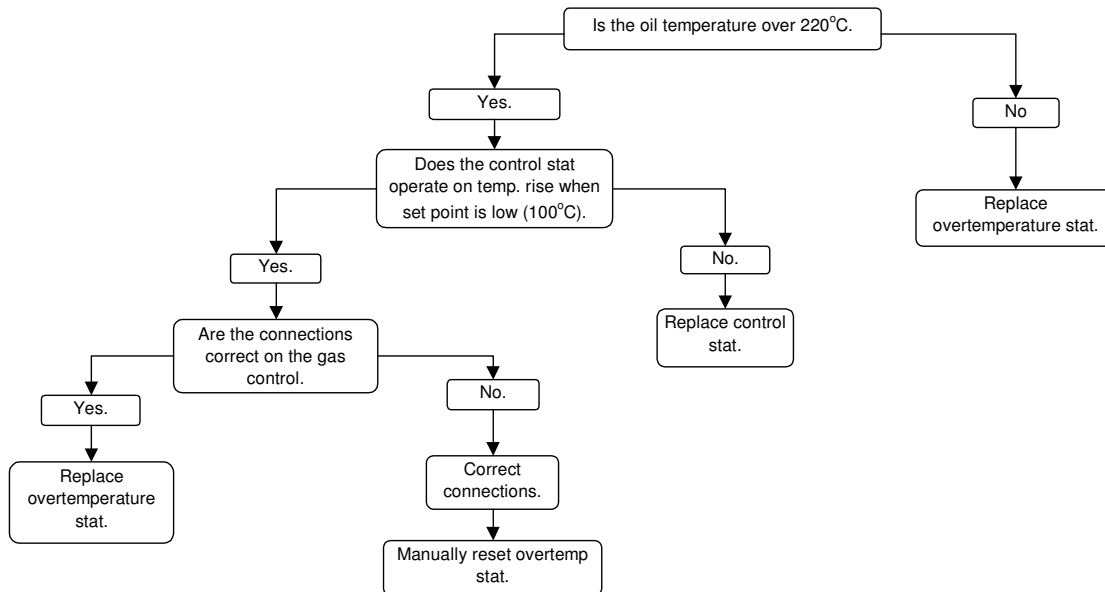 Is the oil temperature over 220°C.
Yes.
No
Does the control stat
operate on temp. rise when
set point is low (100°C).
Replace
overtemperature stat.
Yes.
No.
Are the connections
correct on the gas
control.
Replace control
stat.
Yes.
No.
Replace
overtemperature
stat.
Correct
connections.
Manually reset overtemp
stat.